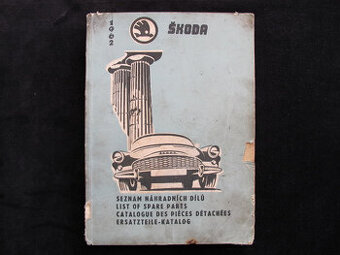 1962
ŠKODA
SEZNAM NÁHRADNÍCH DÍLŮ
LIST OF SPARE PARTS
CATALOGUE DES PIÈCES DÉTACHÉES
ERSATZTEILE-KATALOG